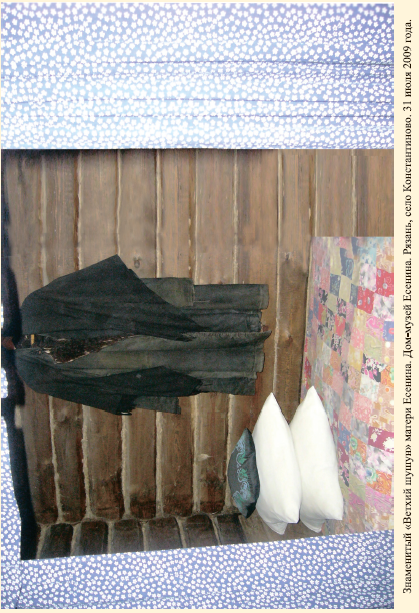 Знаменитый «Ветхий шушун» матери Есенина. Дом-музей Есенина. Рязань, село Константиново. 31 июля 2009 года.